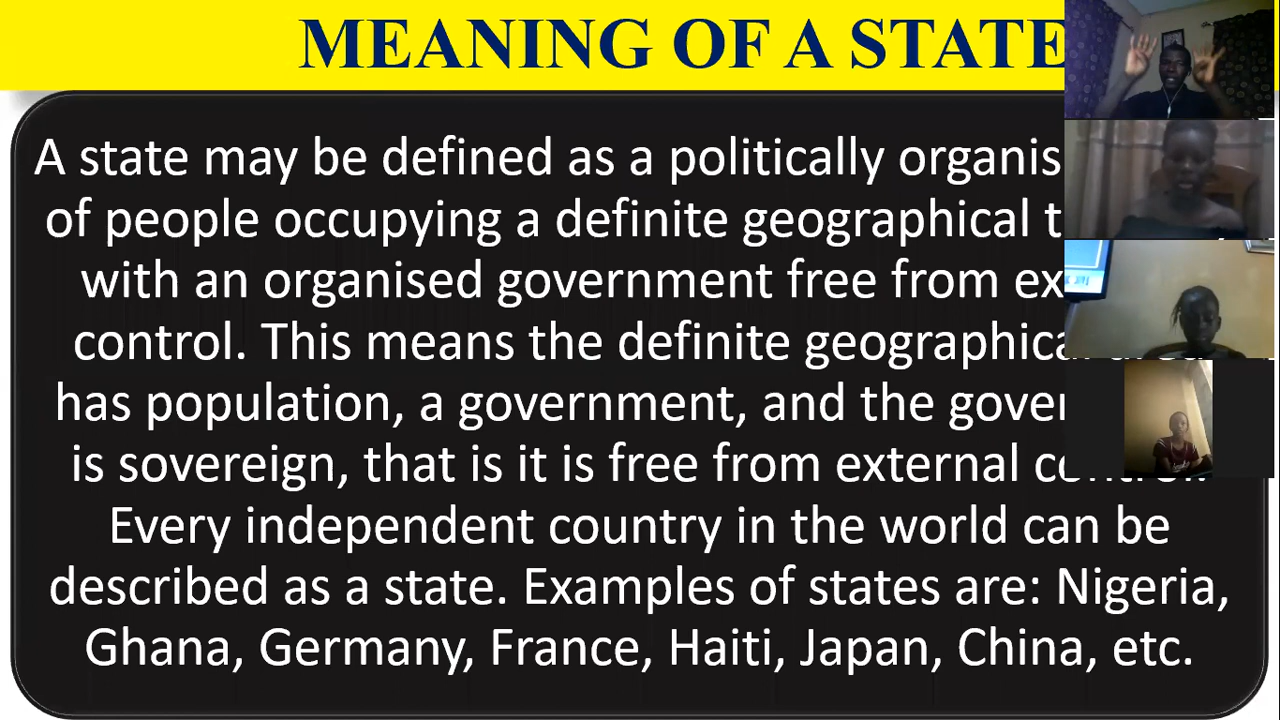 MEANING OF A STATE
A state may be defined as a politically organis
of people occupying a definite geographical t
with an organised government free from ex
control. This means the definite geographical area
has population, a government, and the gover
is sovereign, that is it is free from external control.
Every independent country in the world can be
described as a state. Examples of states are: Nigeria,
Ghana, Germany, France, Haiti, Japan, China, etc.